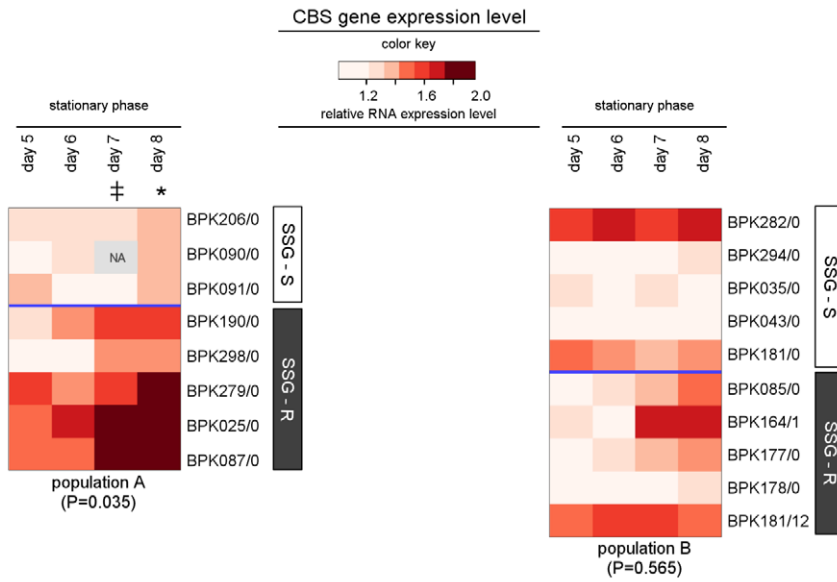 CBS gene expression level
color key
1.2 1.6 2.0
relative RNA expression level
stationary phase
day 5 day 6 day 7 day 8
ǂ *
BPK206/0
NA BPK090/0
BPK091/0
SSG - S
BPK190/0
BPK298/0
BPK279/0
BPK025/0
BPK087/0
SSG - R
population A
(P=0.035)
stationary phase
day 5 day 6 day 7 day 8
BPK282/0
BPK294/0
BPK035/0
BPK043/0
BPK181/0
SSG - S
BPK085/0
BPK164/1
BPK177/0
BPK178/0
BPK181/12
SSG - R
population B
(P=0.565)